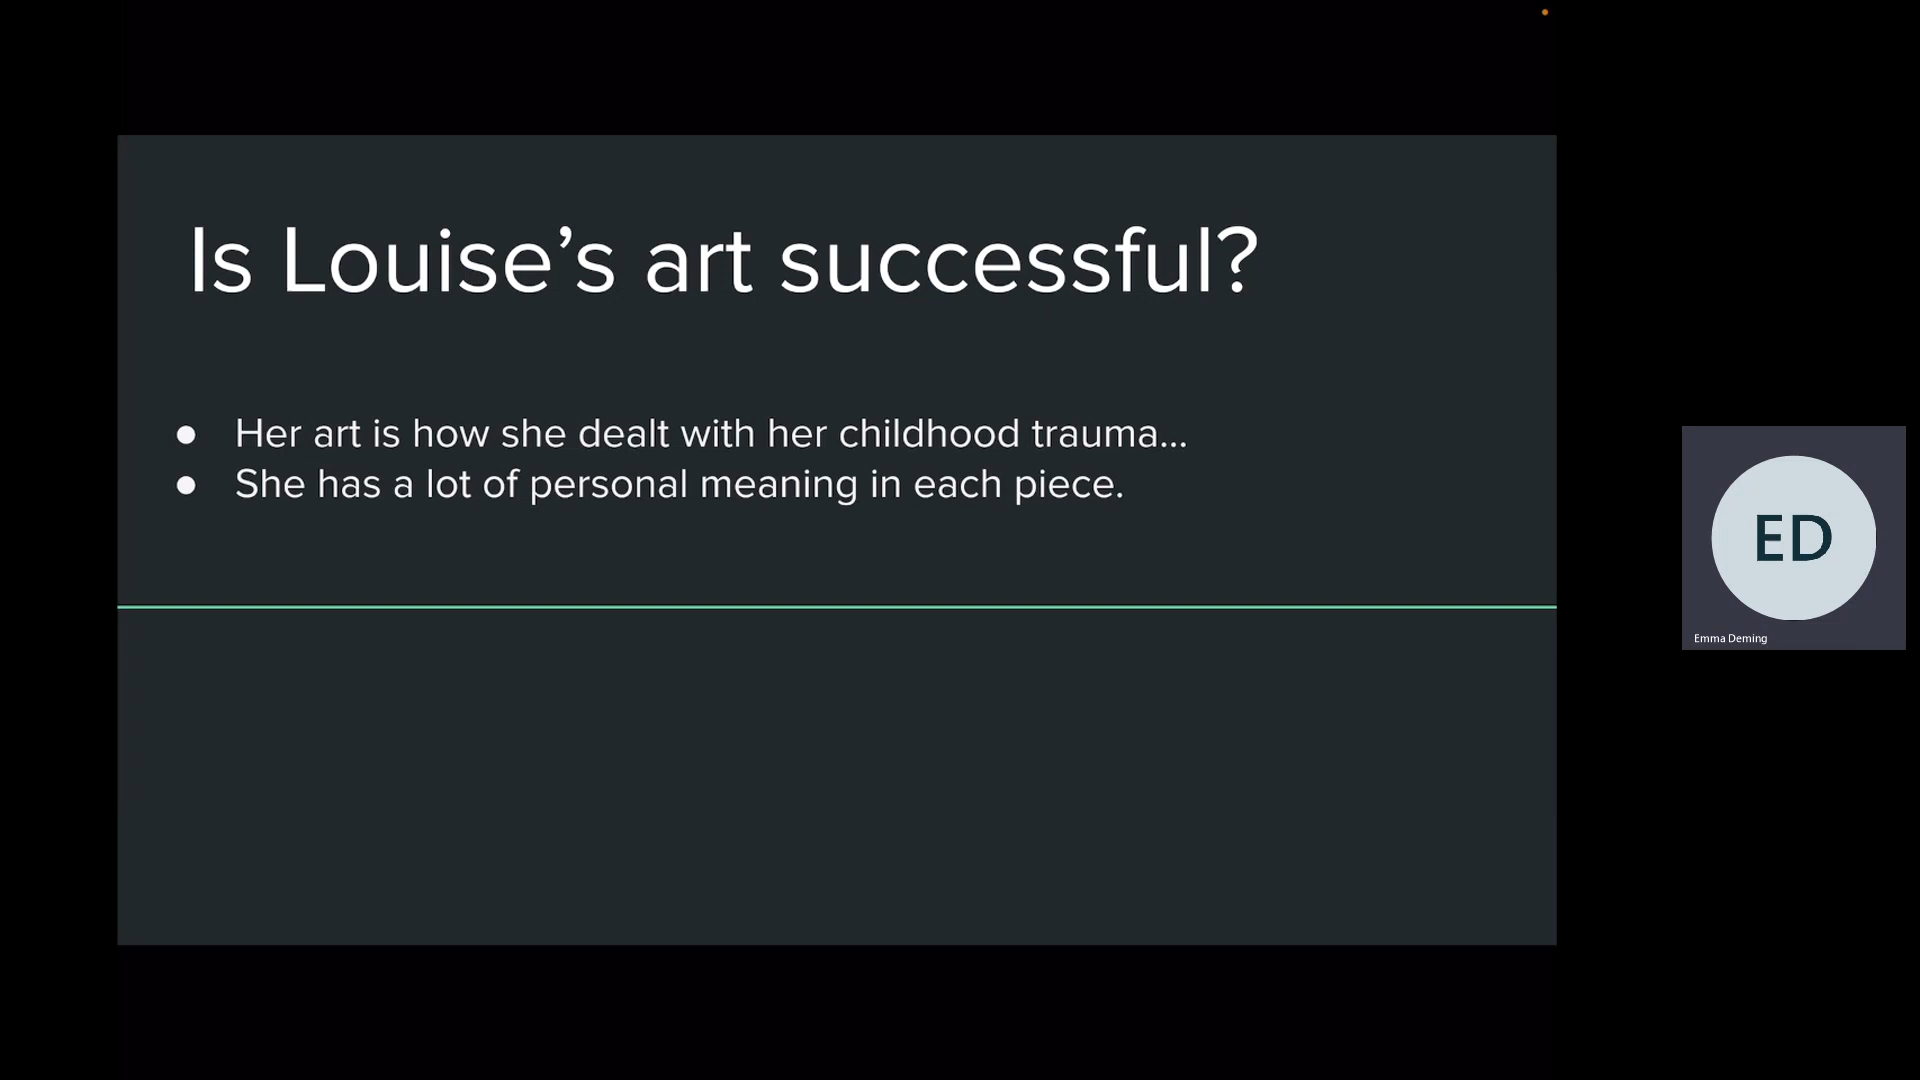 Is Louise’s art successful?
● Her art is how she dealt with her childhood trauma...
● She has a lot of personal meaning in each piece.
ED
Emma Deming